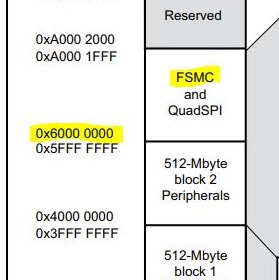 Reserved
0xA000 2000
0xA000 1FFF
FSMC
and
QuadSPI
0x6000 0000
0x5FFF FFFF
512-Mbyte
block 2
Peripherals
0x4000 0000
0x3FFF FFFF
512-Mbyte
block 1